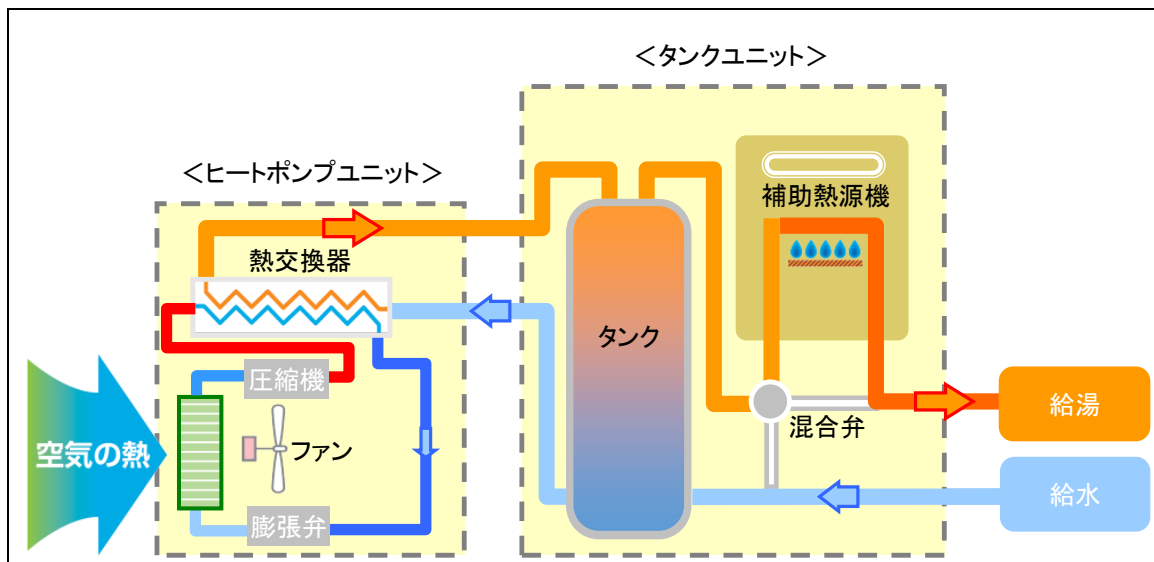 ＜タンクユニット＞
＜ヒートポンプユニット＞
補助熱源機
熱交換器
タンク
圧縮機
給湯
混合弁
空気の熱
ファン
給水
膨張弁